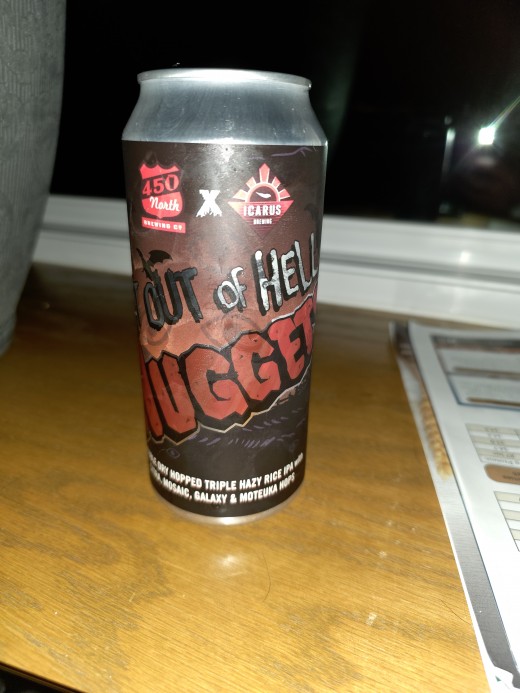 450
North
BREWING CO
X
ICARUS
BREWING
OUT OF HELL
NUGGET
DRY HOPPED TRIPLE HAZY RICE IPA with
MOSAIC, GALAXY & MOTEUKA HOPS